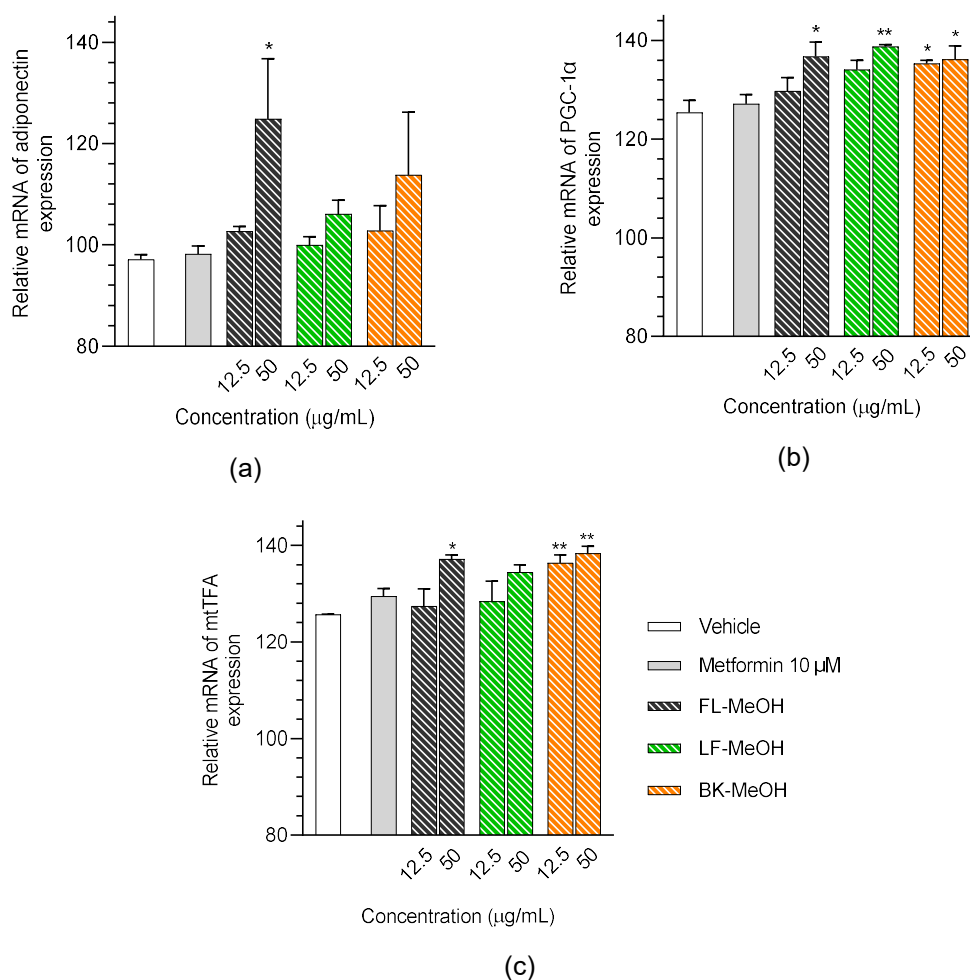 Relative mRNA of adiponectin
expression
140
120
100
80
*
12.5
50
12.5
50
12.5
50
Concentration (μg/mL)
(a)
Relative mRNA of PGC-1α
expression
140
120
100
80
*
**
*
*
12.5
50
12.5
50
12.5
50
Concentration (μg/mL)
(b)
Relative mRNA of mtTFA
expression
140
120
100
80
*
**
**
12.5
50
12.5
50
12.5
50
Concentration (μg/mL)
(c)
Vehicle
Metformin 10 μM
FL-MeOH
LF-MeOH
BK-MeOH